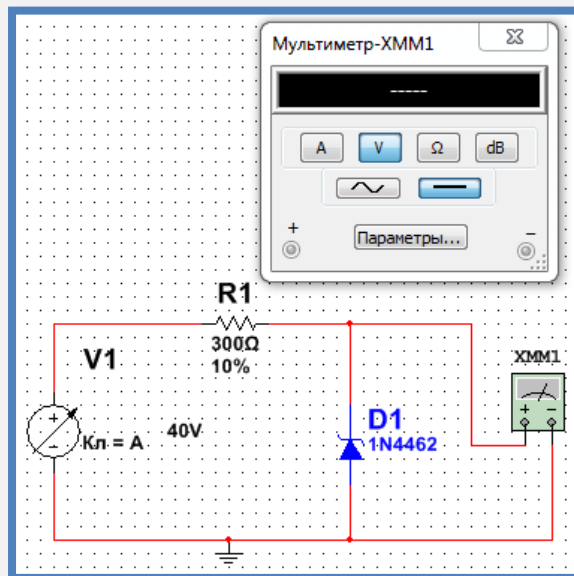 Мультиметр-XMM1
-----
A V Ω dB
+ –
Параметры...
R1
300Ω
10%
V1
XMM1
+ –
+
–
Кл = A 40V
D1
1N4462